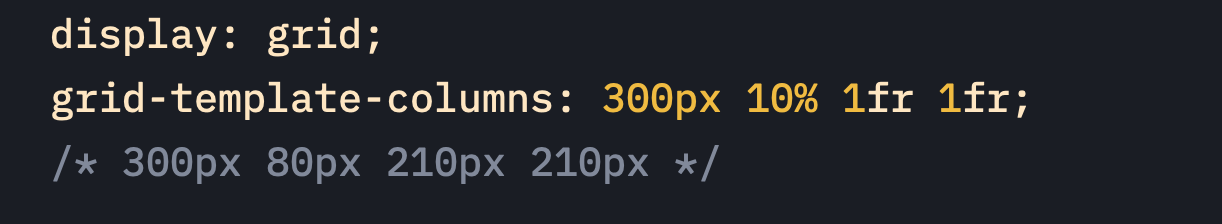 display: grid;
grid-template-columns: 300px 10% 1fr 1fr;
/* 300px 80px 210px 210px */